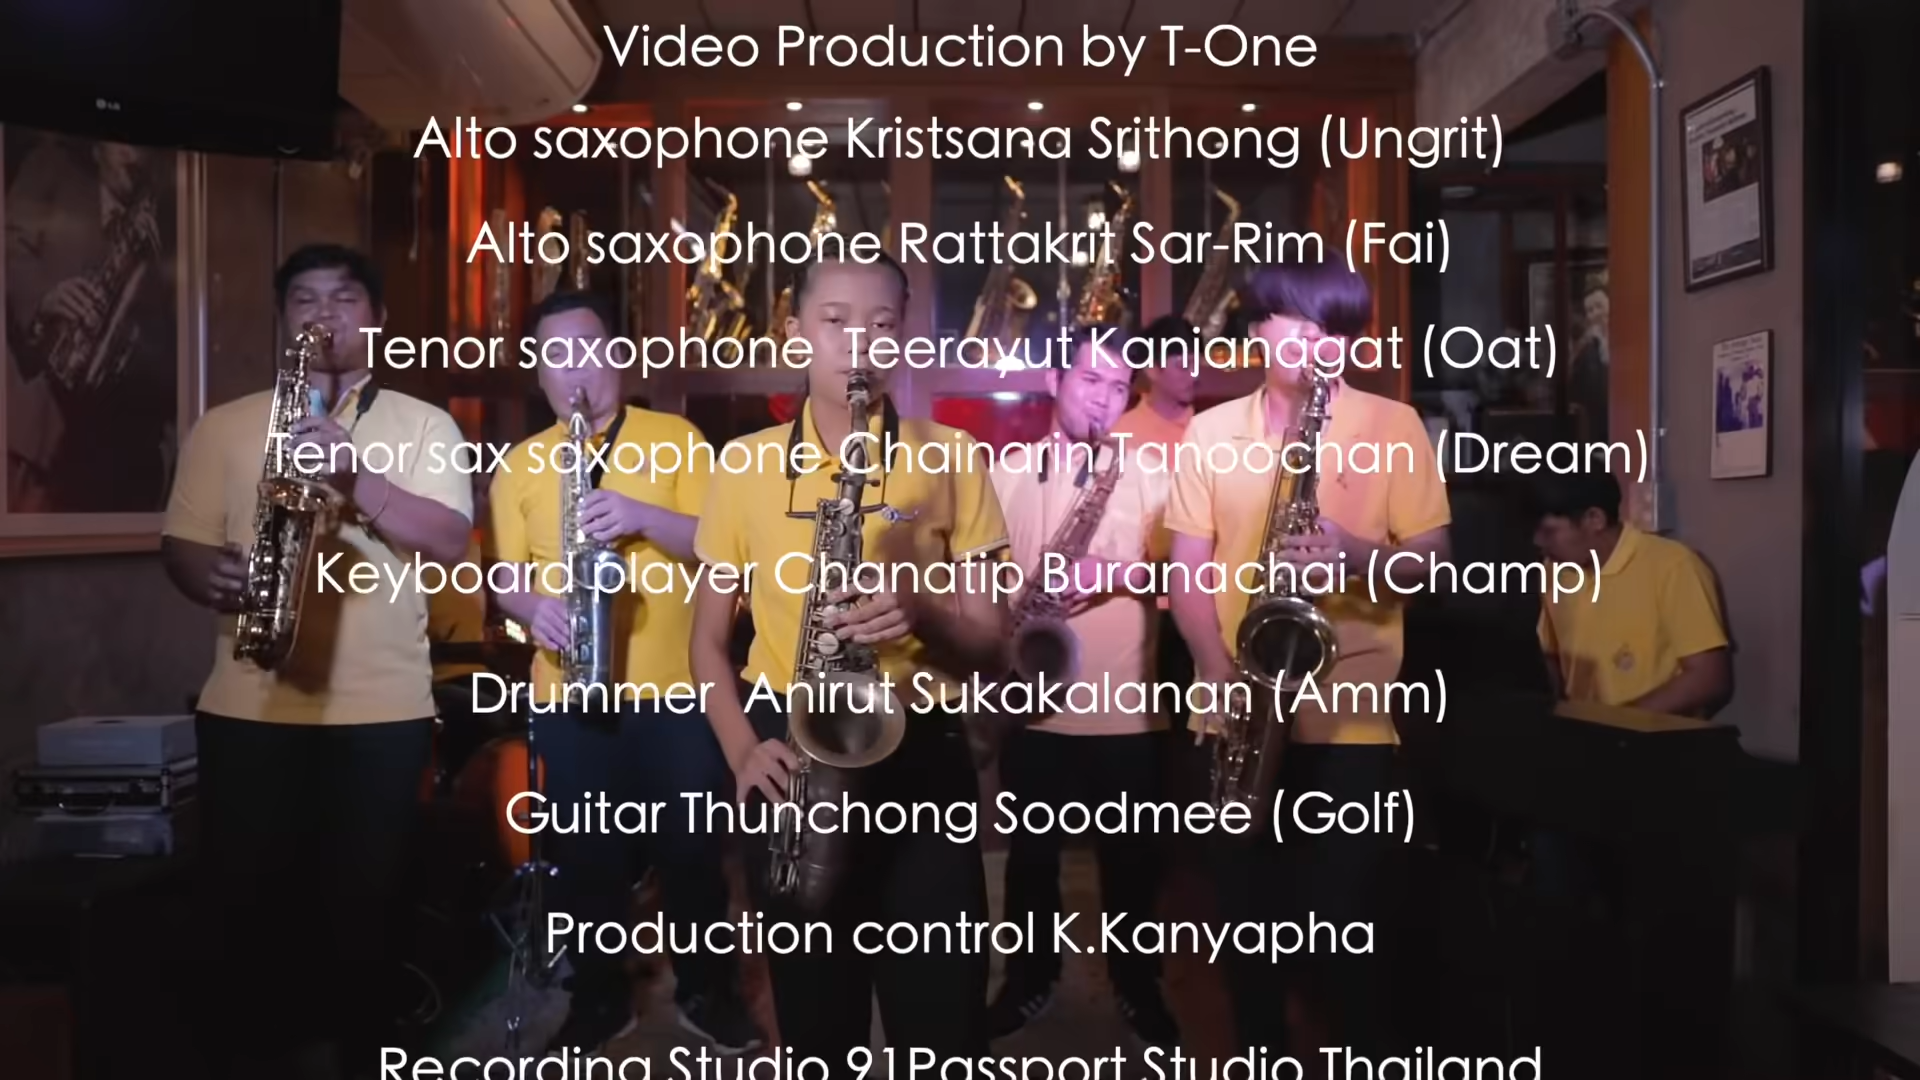 Video Production by T-One
LG
Alto saxophone Kristsana Srithong (Ungrit)
Alto saxophone Rattakrit Sar-Rim (Fai)
Tenor saxophone  Teerayut Kanjanagat (Oat)
Tenor sax saxophone Chainarin Tanoochan (Dream)
Keyboard player Chanatip Buranachai (Champ)
Drummer  Anirut Sukakalanan (Amm)
Guitar Thunchong Soodmee (Golf)
Production control K.Kanyapha
Recording Studio 91Passport Studio Thailand